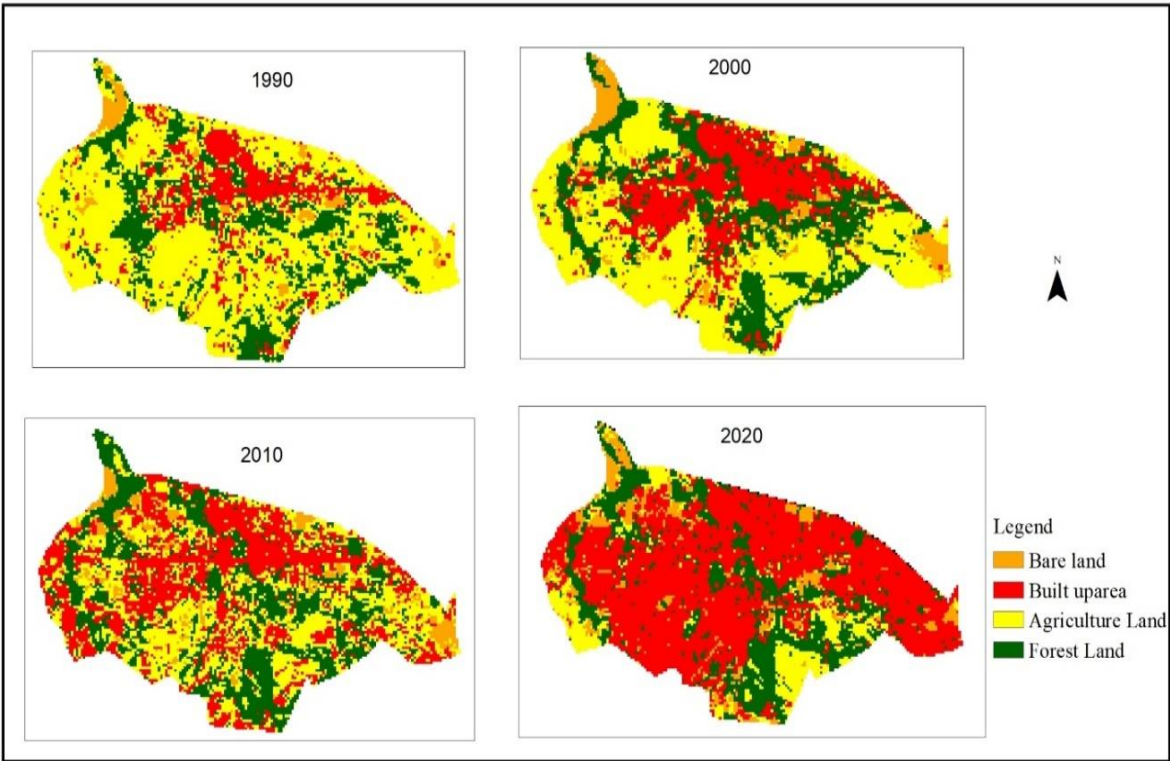 1990
2000
N
2010
2020
Legend
Bare land
Built uparea
Agriculture Land
Forest Land